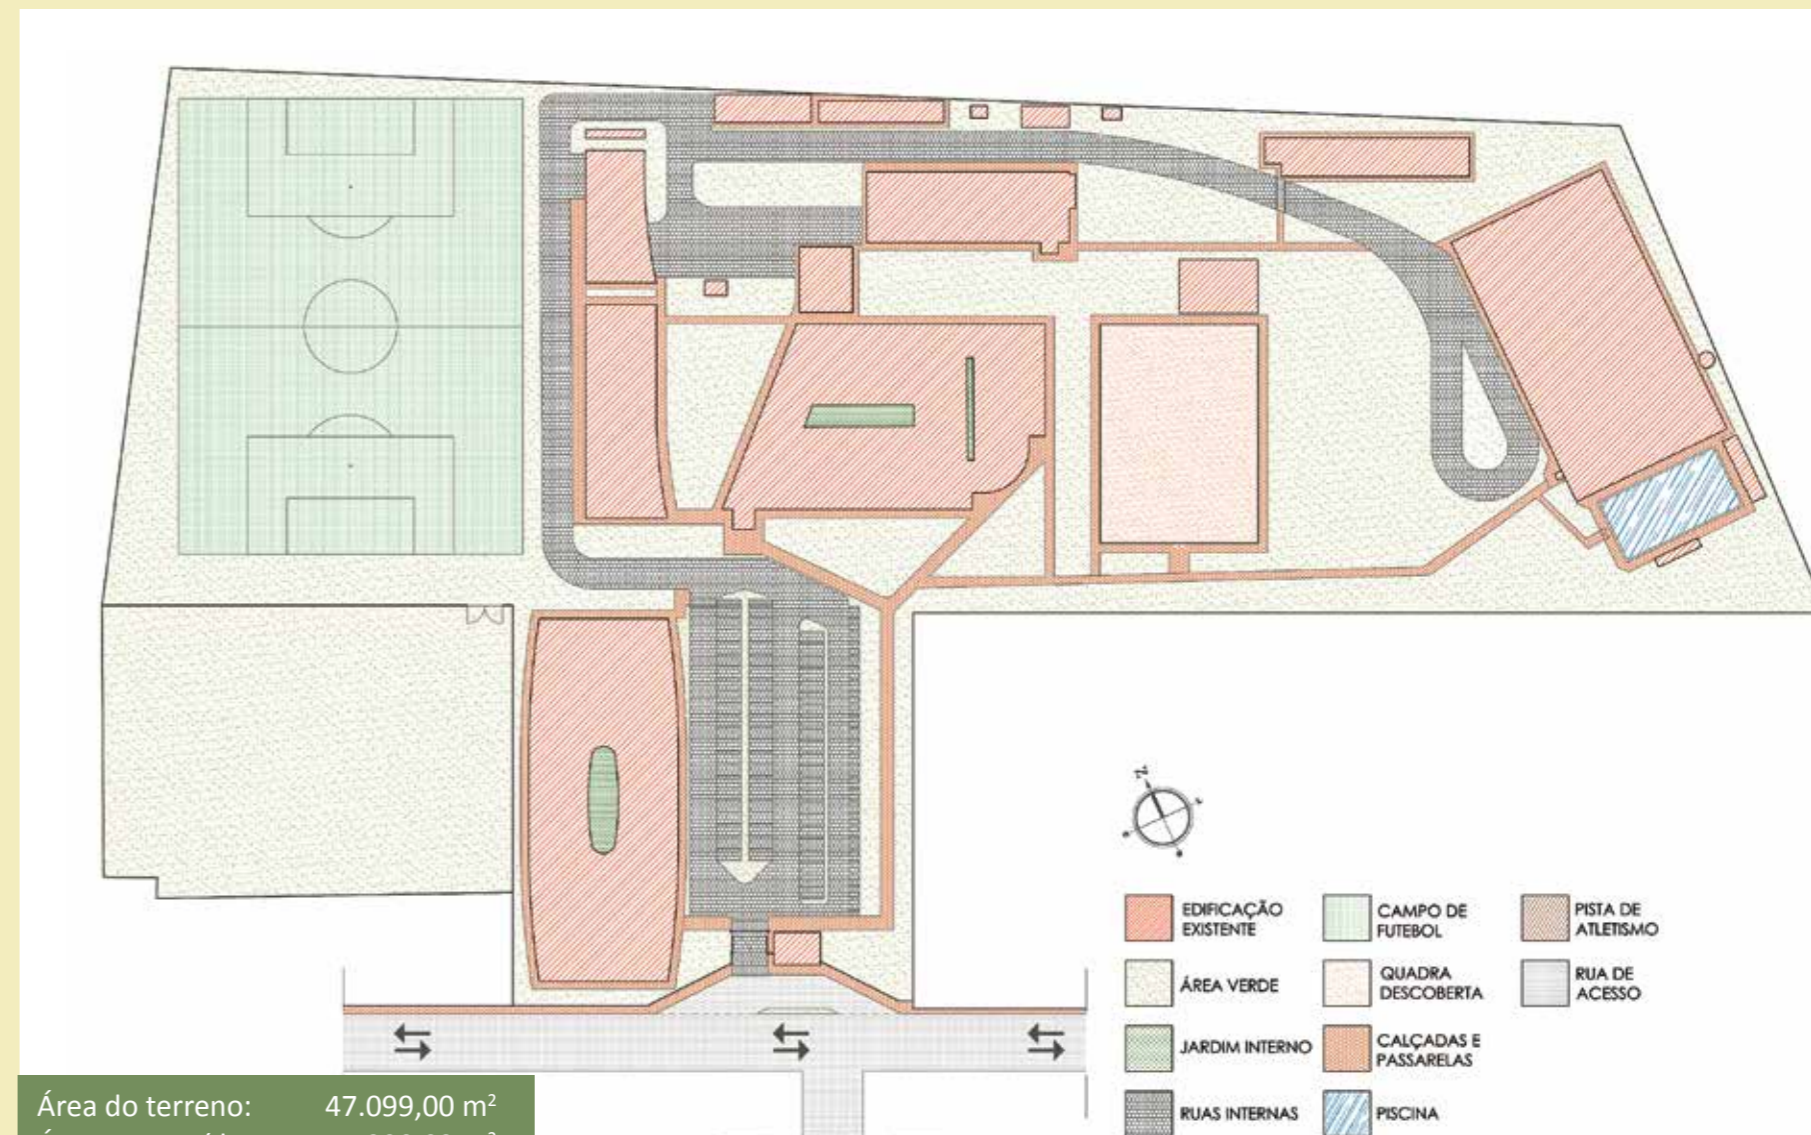 EDIFICAÇÃO
EXISTENTE
ÁREA VERDE
JARDIM INTERNO
RUAS INTERNAS
CAMPO DE
FUTEBOL
QUADRA
DESCOBERTA
CALÇADAS E
PASSARELAS
PISCINA
PISTA DE
ATLETISMO
RUA DE
ACESSO
Área do terreno: 47.099,00 m²